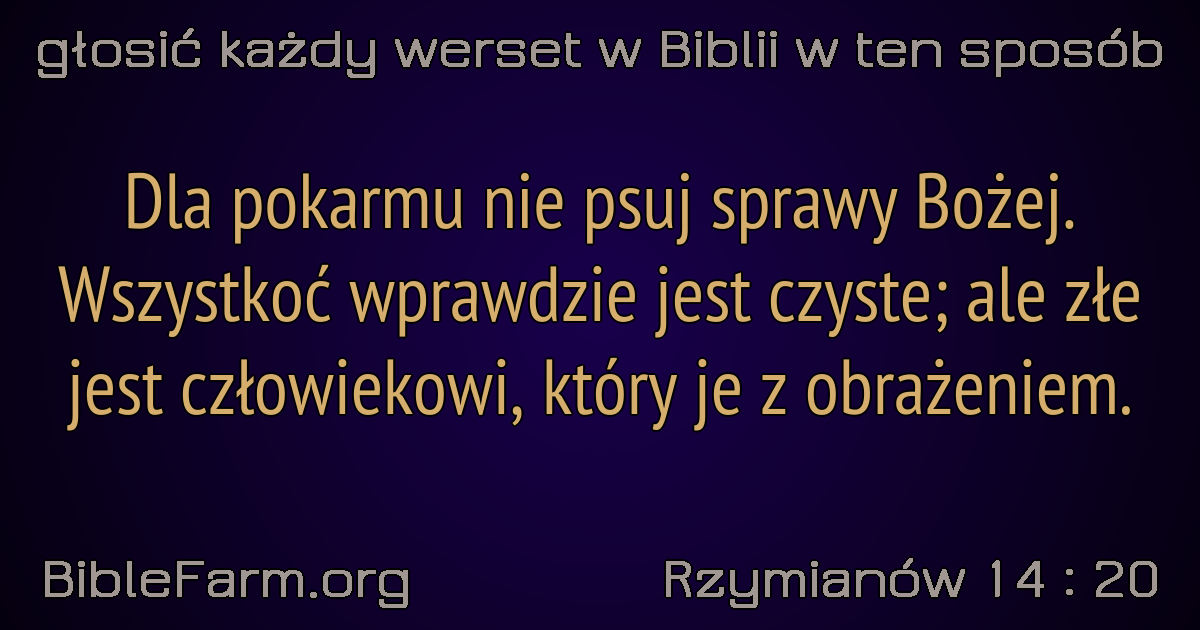 głosić każdy werset w Biblii w ten sposób
Dla pokarmu nie psuj sprawy Bożej.
Wszystkoć wprawdzie jest czyste; ale złe
jest człowiekowi, który je z obrażeniem.
BibleFarm.org
Rzymianów 14 : 20